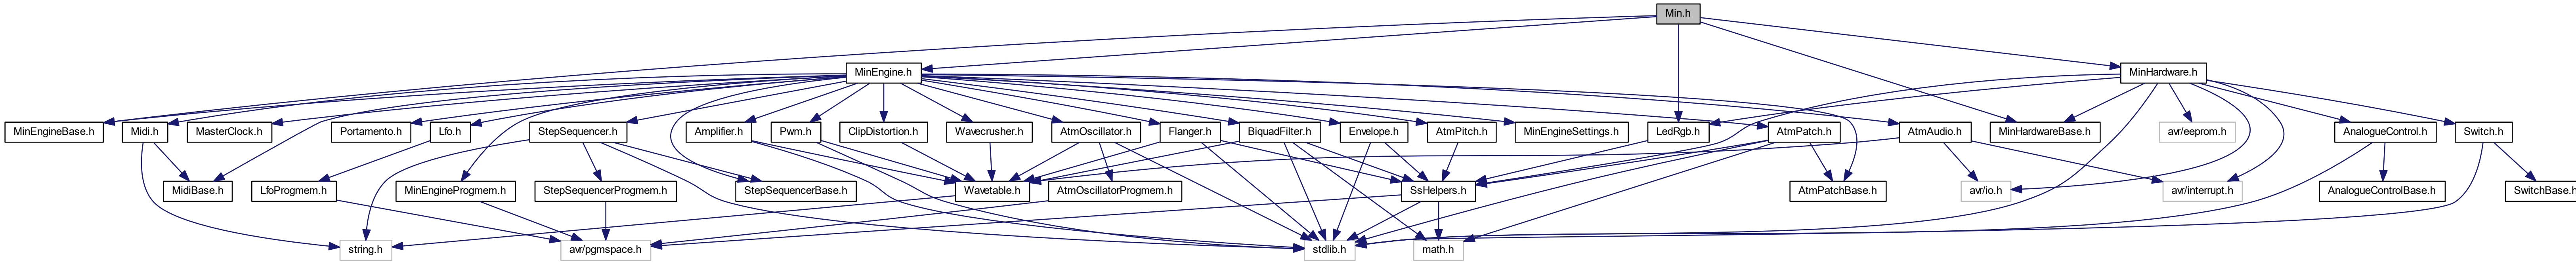 Min.h
MinEngine.h
MinHardware.h
MinEngineBase.h
Midi.h
MasterClock.h
Portamento.h
Lfo.h
StepSequencer.h
Amplifier.h
Pwm.h
ClipDistortion.h
Wavecrusher.h
AtmOscillator.h
Flanger.h
BiquadFilter.h
Envelope.h
AtmPitch.h
MinEngineSettings.h
LedRgb.h
AtmPatch.h
AtmAudio.h
MinHardwareBase.h
avr/eeprom.h
AnalogueControl.h
Switch.h
MidiBase.h
LfoProgmem.h
MinEngineProgmem.h
StepSequencerProgmem.h
StepSequencerBase.h
Wavetable.h
AtmOscillatorProgmem.h
SsHelpers.h
AtmPatchBase.h
avr/io.h
avr/interrupt.h
AnalogueControlBase.h
SwitchBase.h
string.h
avr/pgmspace.h
stdlib.h
math.h